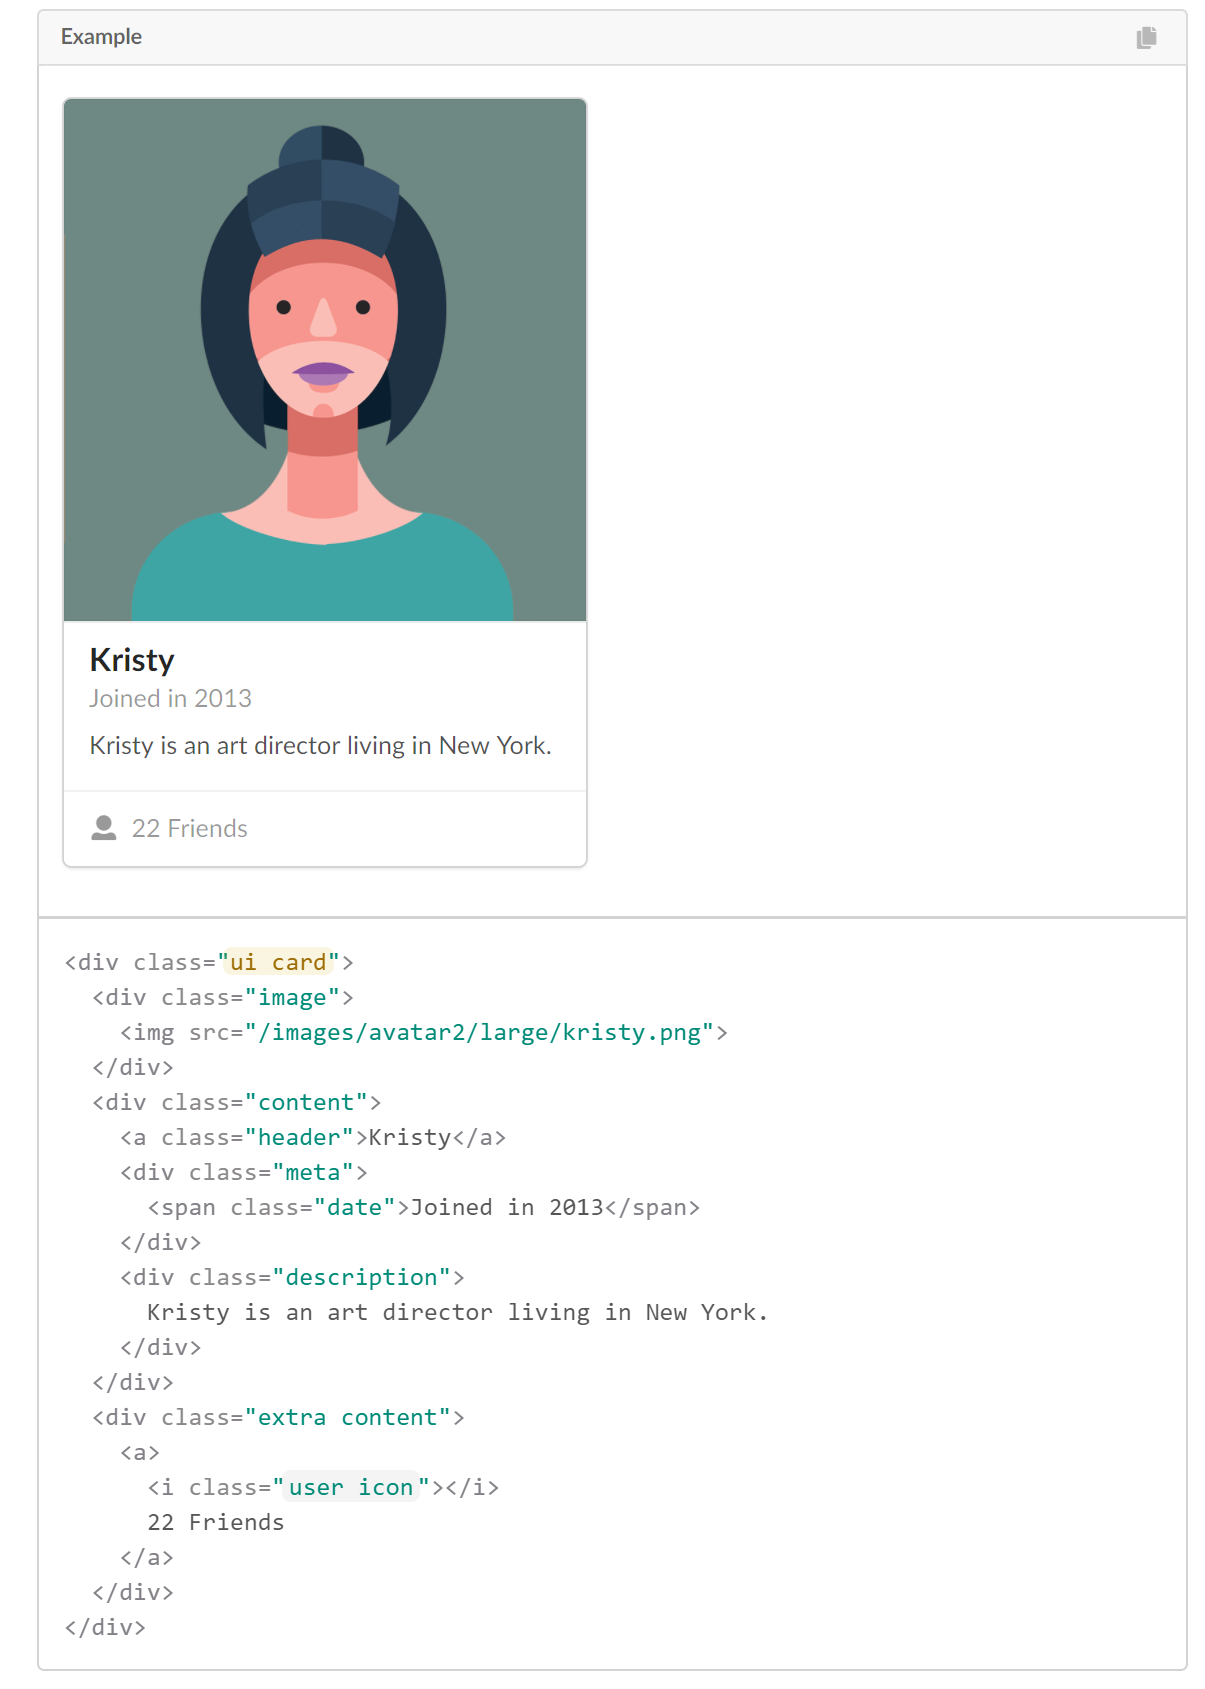 Example
Kristy
Joined in 2013
Kristy is an art director living in New York.
22 Friends
<div class="ui card">
  <div class="image">
    <img src="/images/avatar2/large/kristy.png">
  </div>
  <div class="content">
    <a class="header">Kristy</a>
    <div class="meta">
      <span class="date">Joined in 2013</span>
    </div>
    <div class="description">
      Kristy is an art director living in New York.
    </div>
  </div>
  <div class="extra content">
    <a>
      <i class="user icon"></i>
      22 Friends
    </a>
  </div>
</div>